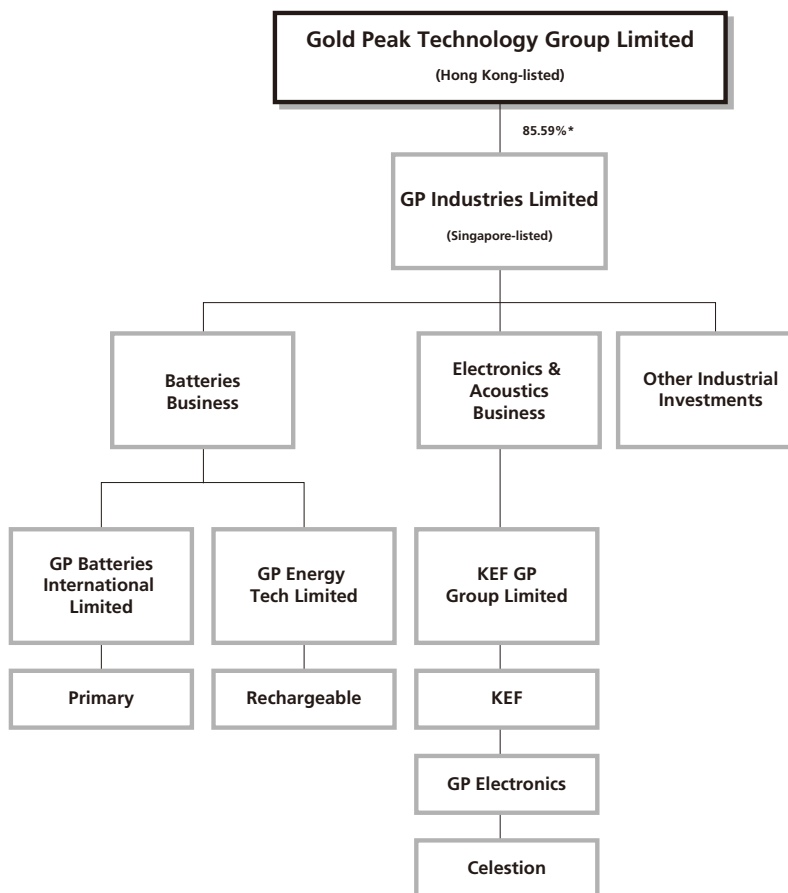 Gold Peak Technology Group Limited
(Hong Kong-listed)
85.59%*
GP Industries Limited
(Singapore-listed)
Batteries
Business
Electronics &
Acoustics
Business
Other Industrial
Investments
GP Batteries
International
Limited
GP Energy
Tech Limited
KEF GP
Group Limited
Primary
Rechargeable
KEF
GP Electronics
Celestion